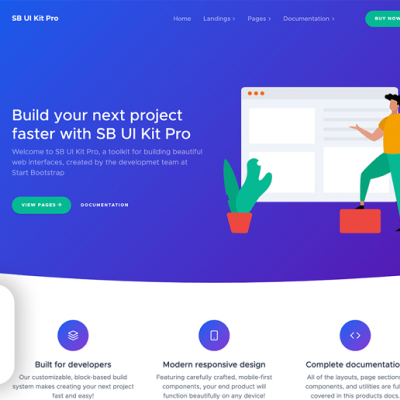 SB UI Kit Pro
Home Landings Pages Documentation
BUY NOW
Build your next project
faster with SB UI Kit Pro
Welcome to SB UI Kit Pro, a toolkit for building beautiful
web interfaces, created by the developmet team at
Start Bootstrap
VIEW PAGES
DOCUMENTATION
Built for developers
Our customizable, block-based build
system makes creating your next project
fast and easy!
Modern responsive design
Featuring carefully crafted, mobile-first
components, your end product will
function beautifully on any device!
Complete documentatio
All of the layouts, page section
components, and utilities are ful
covered in this products docs.